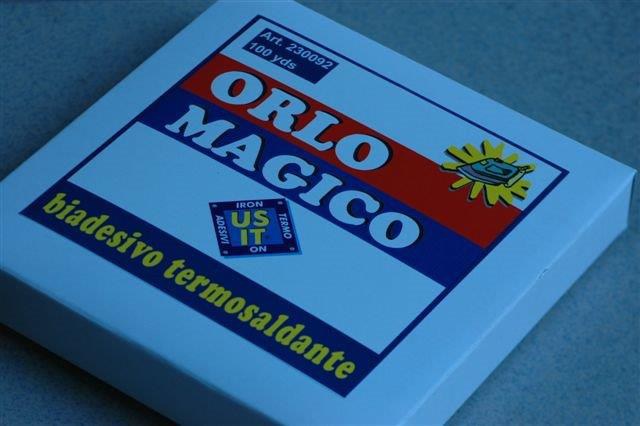 Art. 230092
100 yds
ORLO
MAGICO
IRON
ADESIVI
US
IT
TERMO
ON
biadesivo termosaldante